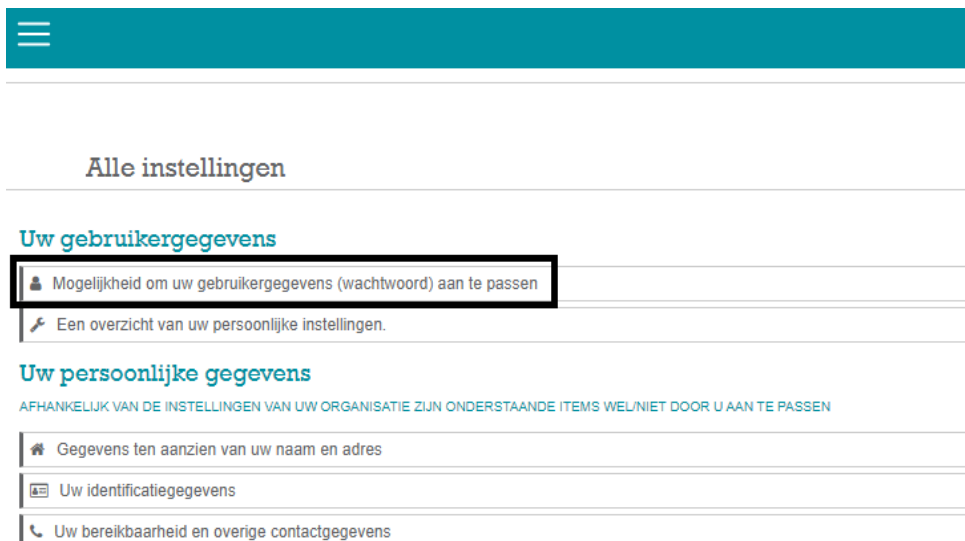 Alle instellingen
Uw gebruikergegevens
Mogelijkheid om uw gebruikergegevens (wachtwoord) aan te passen
Een overzicht van uw persoonlijke instellingen.
Uw persoonlijke gegevens
AFHANKELIJK VAN DE INSTELLINGEN VAN UW ORGANISATIE ZIJN ONDERSTAANDE ITEMS WEL/NIET DOOR U AAN TE PASSEN
Gegevens ten aanzien van uw naam en adres
Uw identificatiegegevens
Uw bereikbaarheid en overige contactgegevens